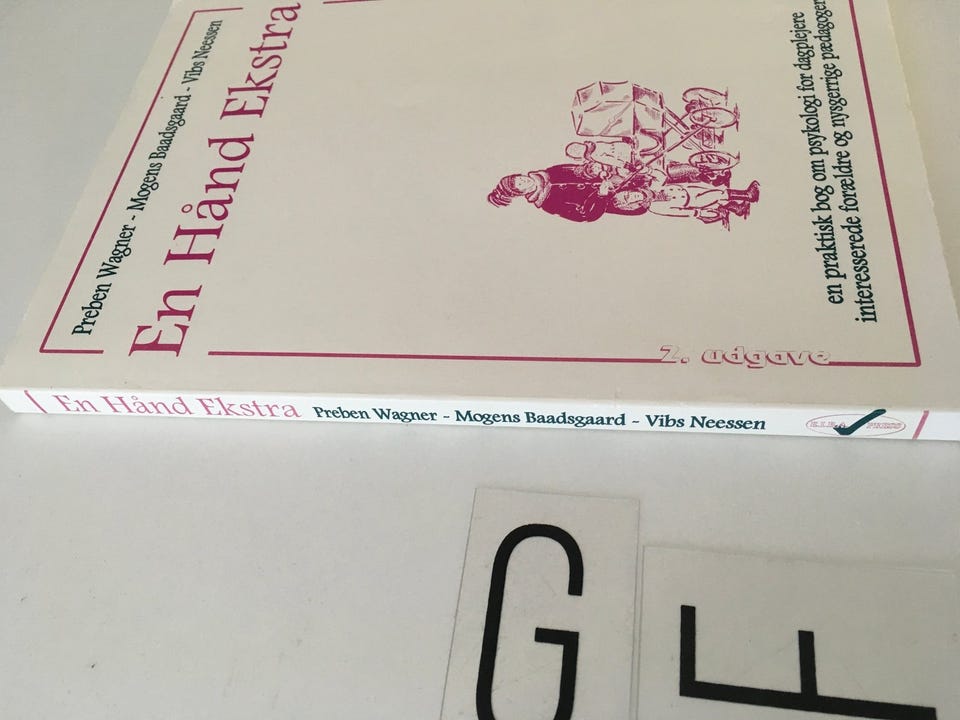 Preben Wagner - Mogens Baadsgaard - Vibs Neessen
En Hånd Ekstra
en praktisk bog om psykologi for dagplejere
interesserede forældre og nysgerrige pædagoger
2. udgave
En Hånd Ekstra Preben Wagner - Mogens Baadsgaard - Vibs Neessen
PRESS
G
F